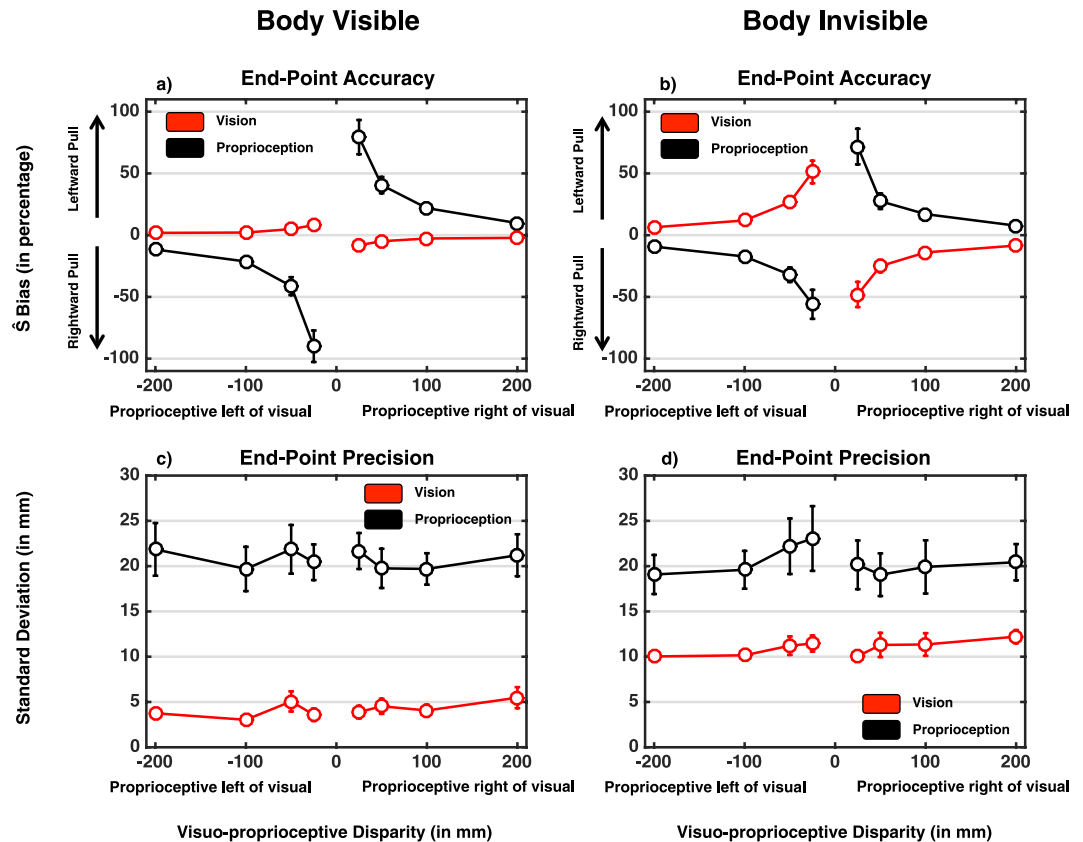 Body Visible
Body Invisible
a)
End-Point Accuracy
b)
End-Point Accuracy
Ŝ Bias (in percentage)
Leftward Pull
Rightward Pull
100
50
0
-50
-100
Vision
Proprioception
-200
-100
0
100
200
Proprioceptive left of visual
Proprioceptive right of visual
Leftward Pull
Rightward Pull
100
50
0
-50
-100
Vision
Proprioception
-200
-100
0
100
200
Proprioceptive left of visual
Proprioceptive right of visual
c)
End-Point Precision
d)
End-Point Precision
Standard Deviation (in mm)
30
25
20
15
10
5
0
Vision
Proprioception
-200
-100
0
100
200
Proprioceptive left of visual
Proprioceptive right of visual
30
25
20
15
10
5
0
Vision
Proprioception
-200
-100
0
100
200
Proprioceptive left of visual
Proprioceptive right of visual
Visuo-proprioceptive Disparity (in mm)
Visuo-proprioceptive Disparity (in mm)